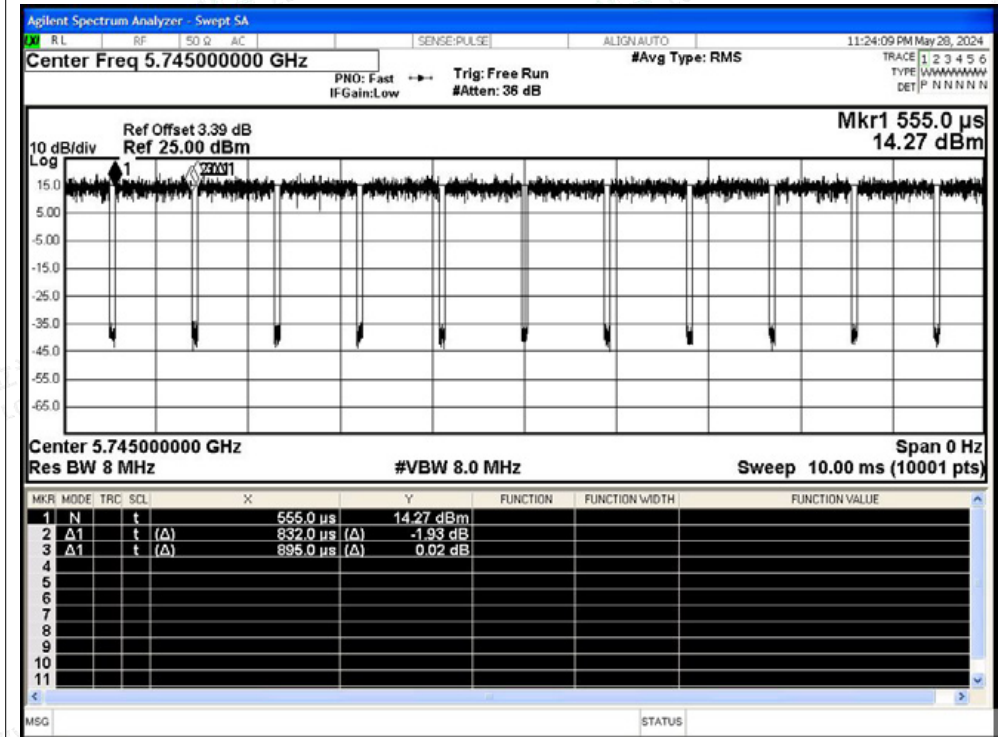 Agilent Spectrum Analyzer - Swept SA
RL RF 50 Ω AC SENSE:PULSE ALIGN AUTO 11:24:09 PM May 28, 2024
Center Freq 5.745000000 GHz #Avg Type: RMS TRACE 1 2 3 4 5 6
PNO: Fast Trig: Free Run TYPE WWWWWW
IFGain:Low #Atten: 36 dB DET P N N N N N
Mkr1 555.0 µs
Ref Offset 3.39 dB
10 dB/div Ref 25.00 dBm 14.27 dBm
Log
1
15.0
5.00
-5.00
-15.0
-25.0
-35.0
-45.0
-55.0
-65.0
Center 5.745000000 GHz Span 0 Hz
Res BW 8 MHz #VBW 8.0 MHz Sweep 10.00 ms (10001 pts)
MKR MODE TRC SCL X Y FUNCTION FUNCTION WIDTH FUNCTION VALUE
1 N t 555.0 µs 14.27 dBm
2 Δ1 t (Δ) 832.0 µs (Δ) -1.93 dB
3 Δ1 t (Δ) 895.0 µs (Δ) 0.02 dB
4
5
6
7
8
9
10
11
MSG STATUS